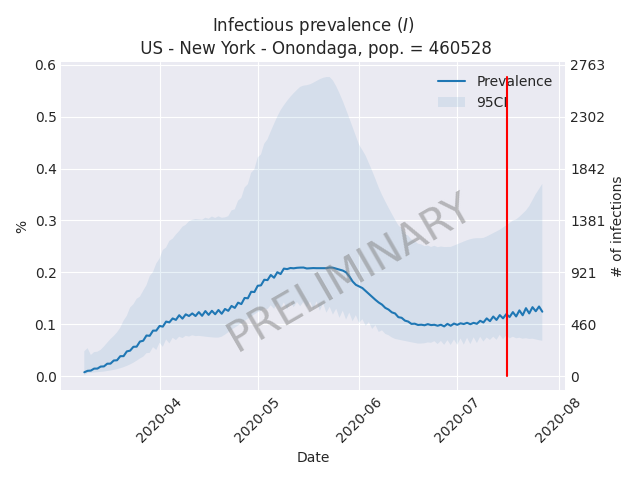 Infectious prevalence (I)
US - New York - Onondaga, pop. = 460528
Prevalence
95CI
0.6
0.5
0.4
0.3
0.2
0.1
0.0
%
2763
2302
1842
1381
921
460
0
# of infections
PRELIMINARY
2020-04
2020-05
2020-06
2020-07
2020-08
Date